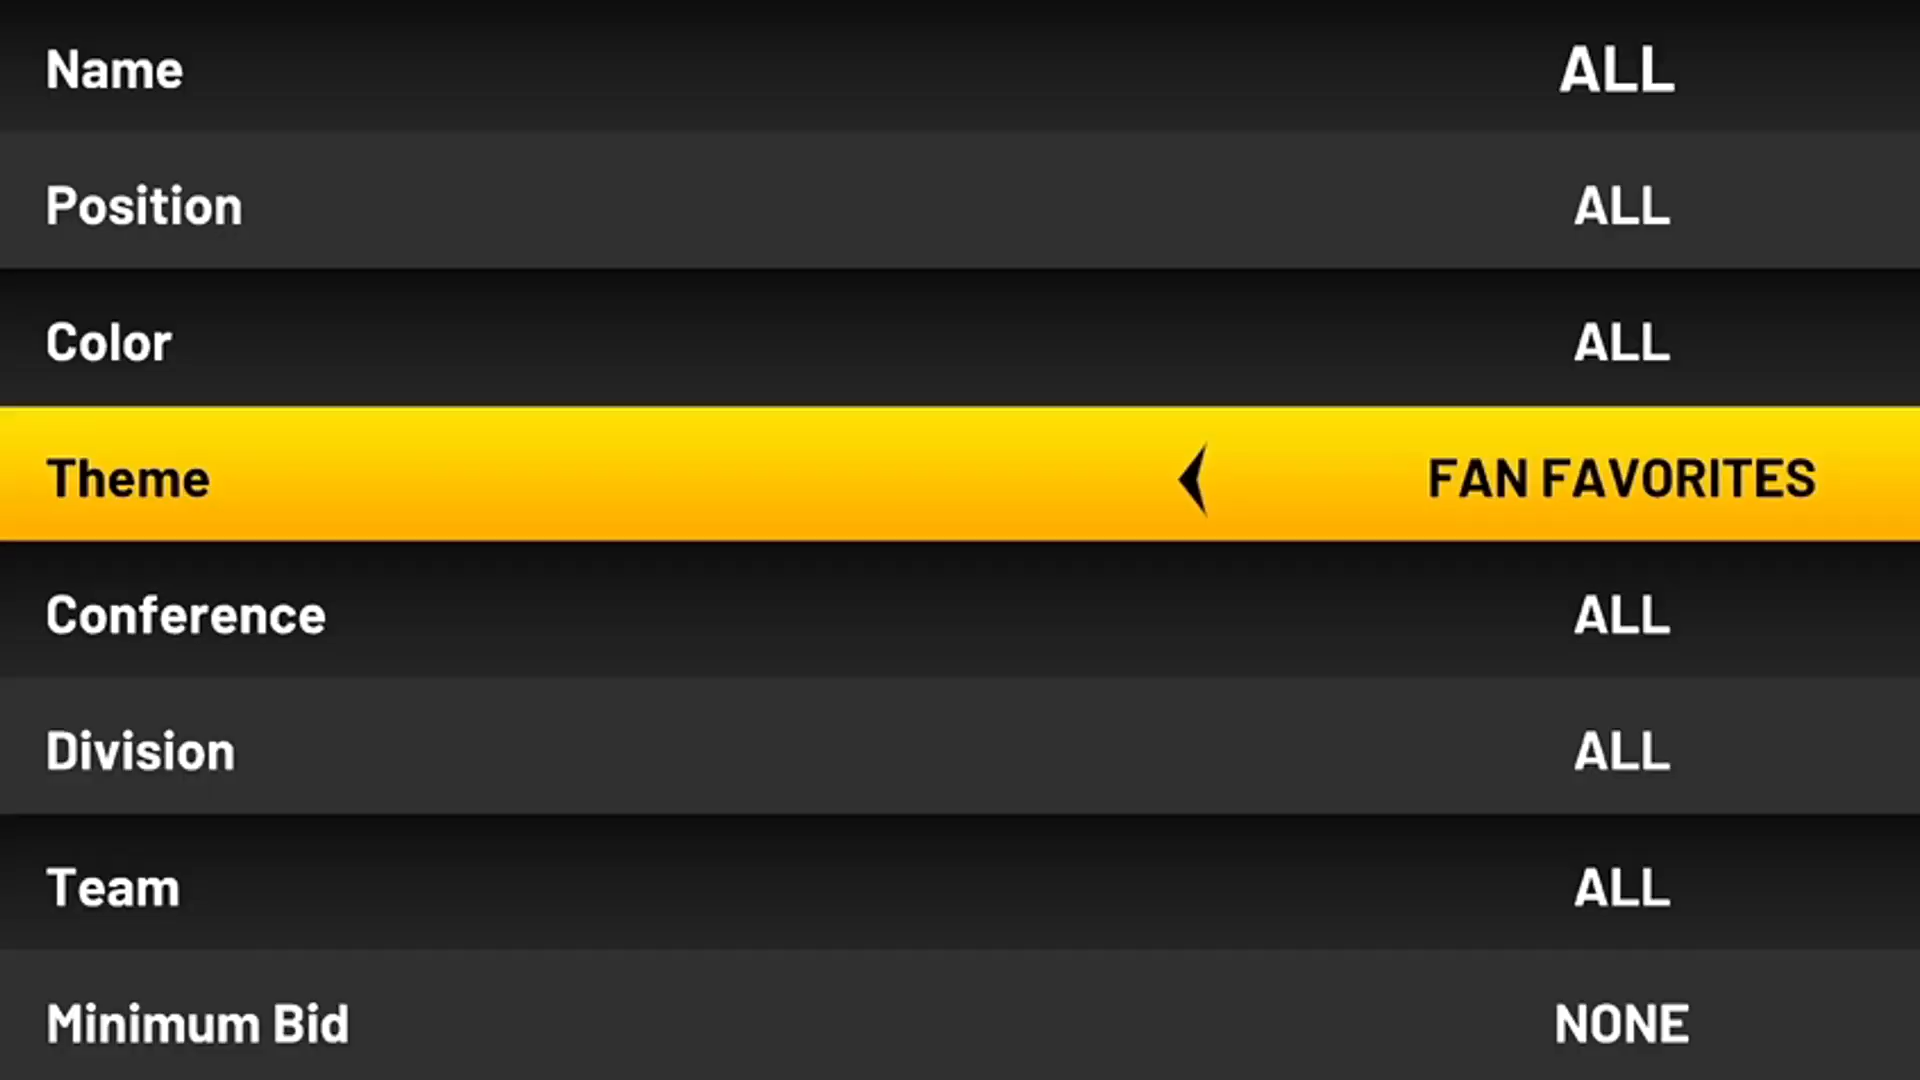 Name ALL
Position ALL
Color ALL
Theme FAN FAVORITES
Conference ALL
Division ALL
Team ALL
Minimum Bid NONE